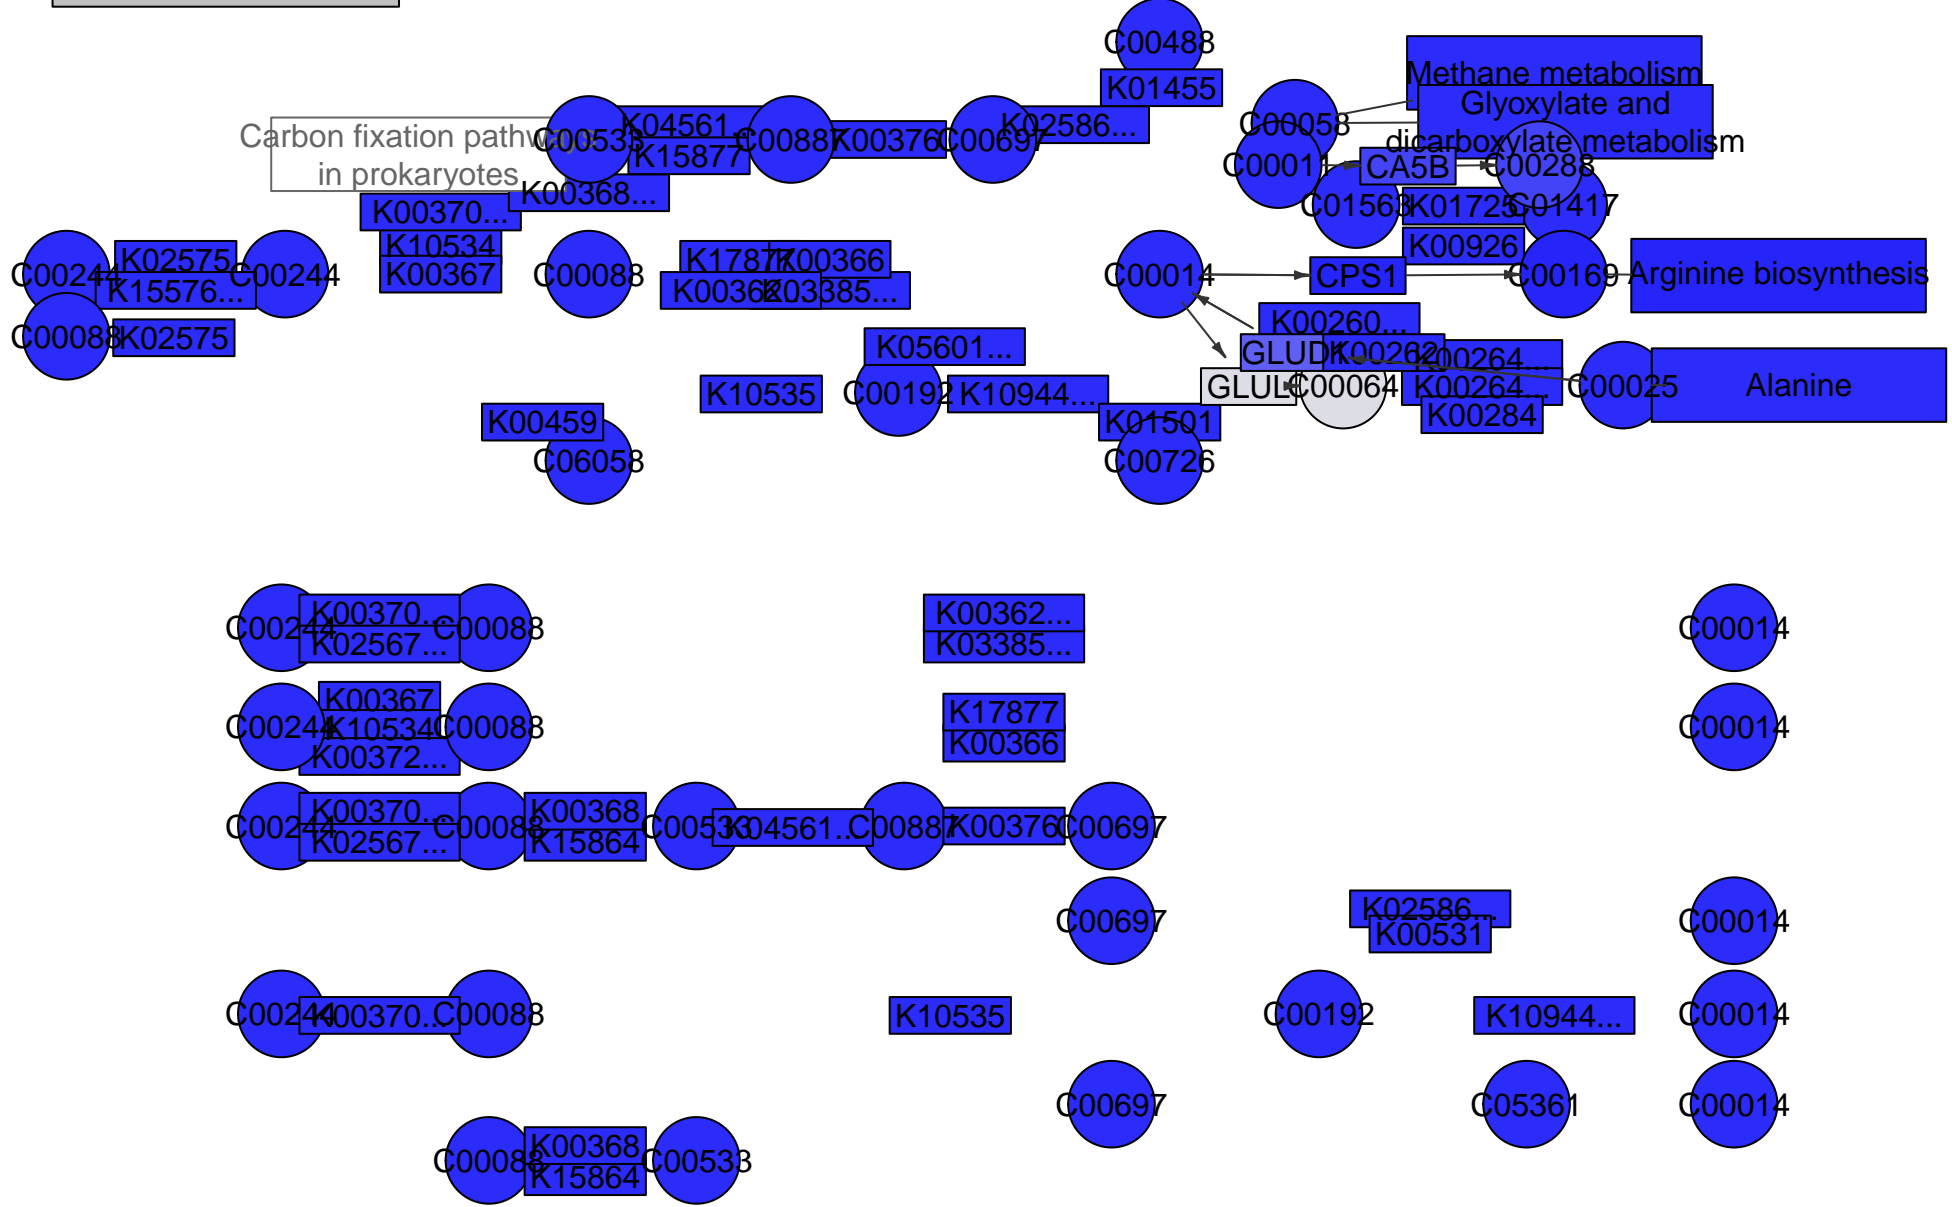 C00488
K01455
Methane metabolism
Glyoxylate and
dicarboxylate metabolism
Carbon fixation pathways
in prokaryotes
C00533
K04561...
K15877
C00887
K00376
C00697
K02586...
C00058
C00011
CA5B
C00288
K00368...
K00370...
C01563
K01725
C01417
K10534
K00367
K00926
C00244
K02575
K15576...
C00244
C00088
K17877
K00366
K00362...
K03385...
C00014
CPS1
C00169
Arginine biosynthesis
C00088
K02575
K00260...
K05601...
GLUD1
K00262
K00264...
K10535
C00192
K10944...
GLUL
C00064
K00264...
C00025
Alanine
K00284
K00459
K01501
C06058
C00726
C00244
K00370...
K02567...
C00088
K00362...
K03385...
C00014
C00244
K00367
K10534
K00372...
C00088
K17877
K00366
C00014
C00244
K00370...
K02567...
C00088
K00368
K15864
C00533
K04561...
C00887
K00376
C00697
C00697
K02586...
K00531
C00014
C00244
K00370...
C00088
K10535
C00192
K10944...
C00014
C00697
C05361
C00014
C00088
K00368
K15864
C00533